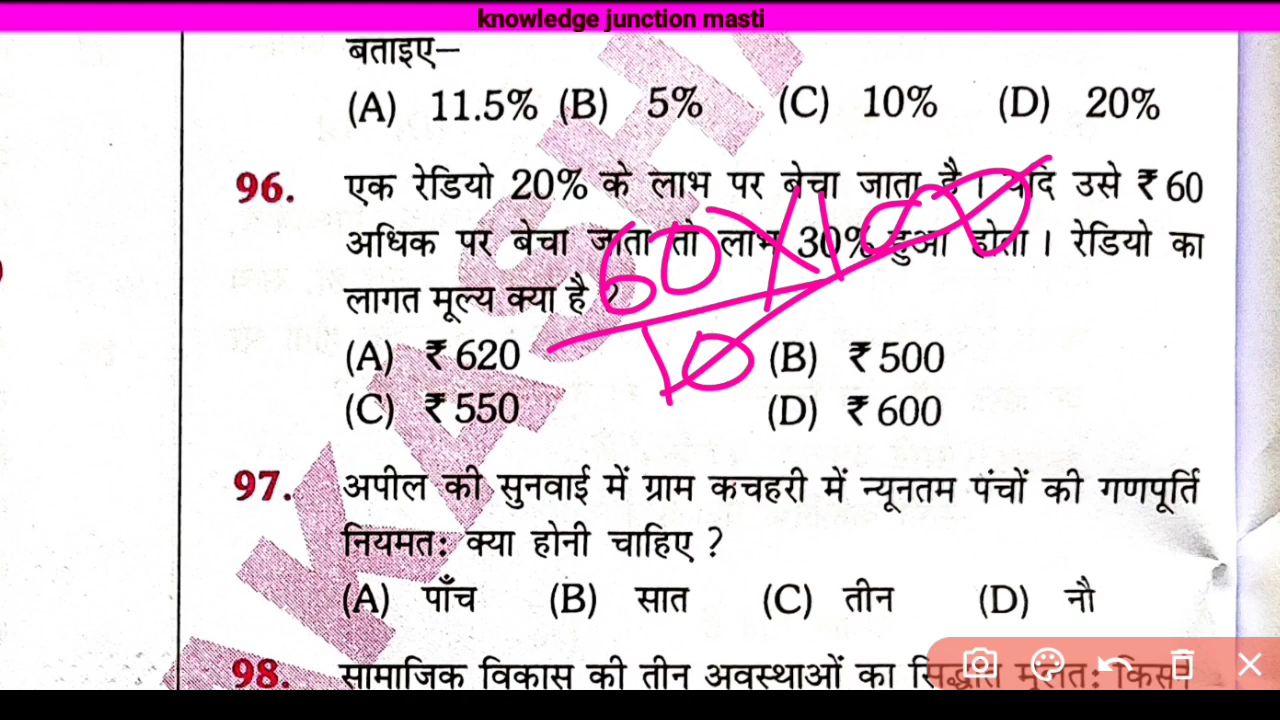 knowledge junction masti
बताइए–
(A) 11.5% (B) 5% (C) 10% (D) 20%
96. एक रेडियो 20% के लाभ पर बेचा जाता है । यदि उसे ₹ 60
अधिक पर बेचा जाता तो लाभ 30% हुआ होता । रेडियो का
लागत मूल्य क्या है ?
60×100
10
(A) ₹ 620 (B) ₹ 500
(C) ₹ 550 (D) ₹ 600
97. अपील की सुनवाई में ग्राम कचहरी में न्यूनतम पंचों की गणपूर्ति
नियमतः क्या होनी चाहिए ?
(A) पाँच (B) सात (C) तीन (D) नौ
98. सामाजिक विकास की तीन अवस्थाओं का